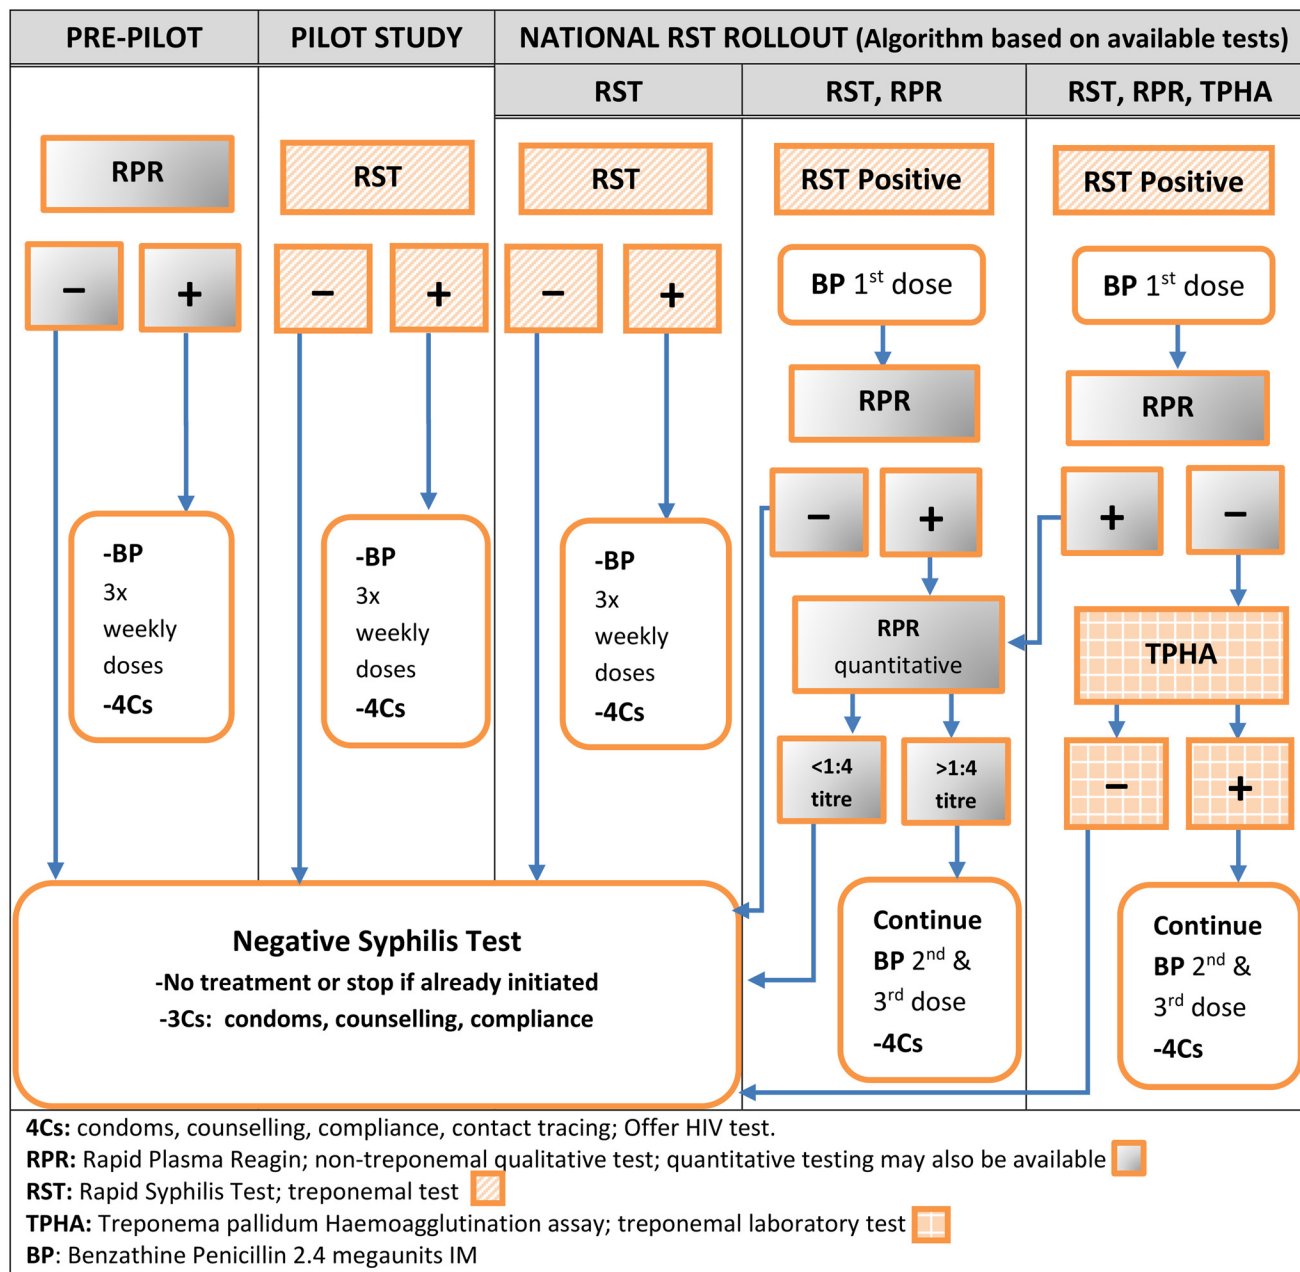 PRE-PILOT
PILOT STUDY
NATIONAL RST ROLLOUT (Algorithm based on available tests)
RST
RST, RPR
RST, RPR, TPHA
RPR
−
+
-BP
3x
weekly
doses
-4Cs
RST
−
+
-BP
3x
weekly
doses
-4Cs
RST
−
+
-BP
3x
weekly
doses
-4Cs
RST Positive
BP 1st dose
RPR
−
+
RPR
quantitative
<1:4
titre
>1:4
titre
Continue
BP 2nd &
3rd dose
-4Cs
RST Positive
BP 1st dose
RPR
+
−
TPHA
−
+
Continue
BP 2nd &
3rd dose
-4Cs
Negative Syphilis Test
-No treatment or stop if already initiated
-3Cs: condoms, counselling, compliance
4Cs: condoms, counselling, compliance, contact tracing; Offer HIV test.
RPR: Rapid Plasma Reagin; non-treponemal qualitative test; quantitative testing may also be available
RST: Rapid Syphilis Test; treponemal test
TPHA: Treponema pallidum Haemoagglutination assay; treponemal laboratory test
BP: Benzathine Penicillin 2.4 megaunits IM